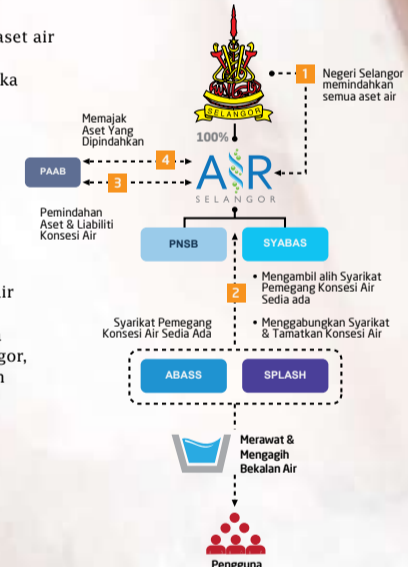 aset air
ka
ir
gor,
SELANGOR
1
Negeri Selangor
memindahkan
semua aset air
100%
Memajak
Aset Yang
Dipindahkan
PAAB
4
3
AIR
SELANGOR
Pemindahan
Aset & Liabiliti
Konsesi Air
PNSB
SYABAS
2
• Mengambil alih Syarikat
Pemegang Konsesi Air
Sedia ada
• Menggabungkan Syarikat
& Tamatkan Konsesi Air
Syarikat Pemegang
Konsesi Air Sedia Ada
ABASS
SPLASH
Merawat &
Mengagih
Bekalan Air
Pengguna